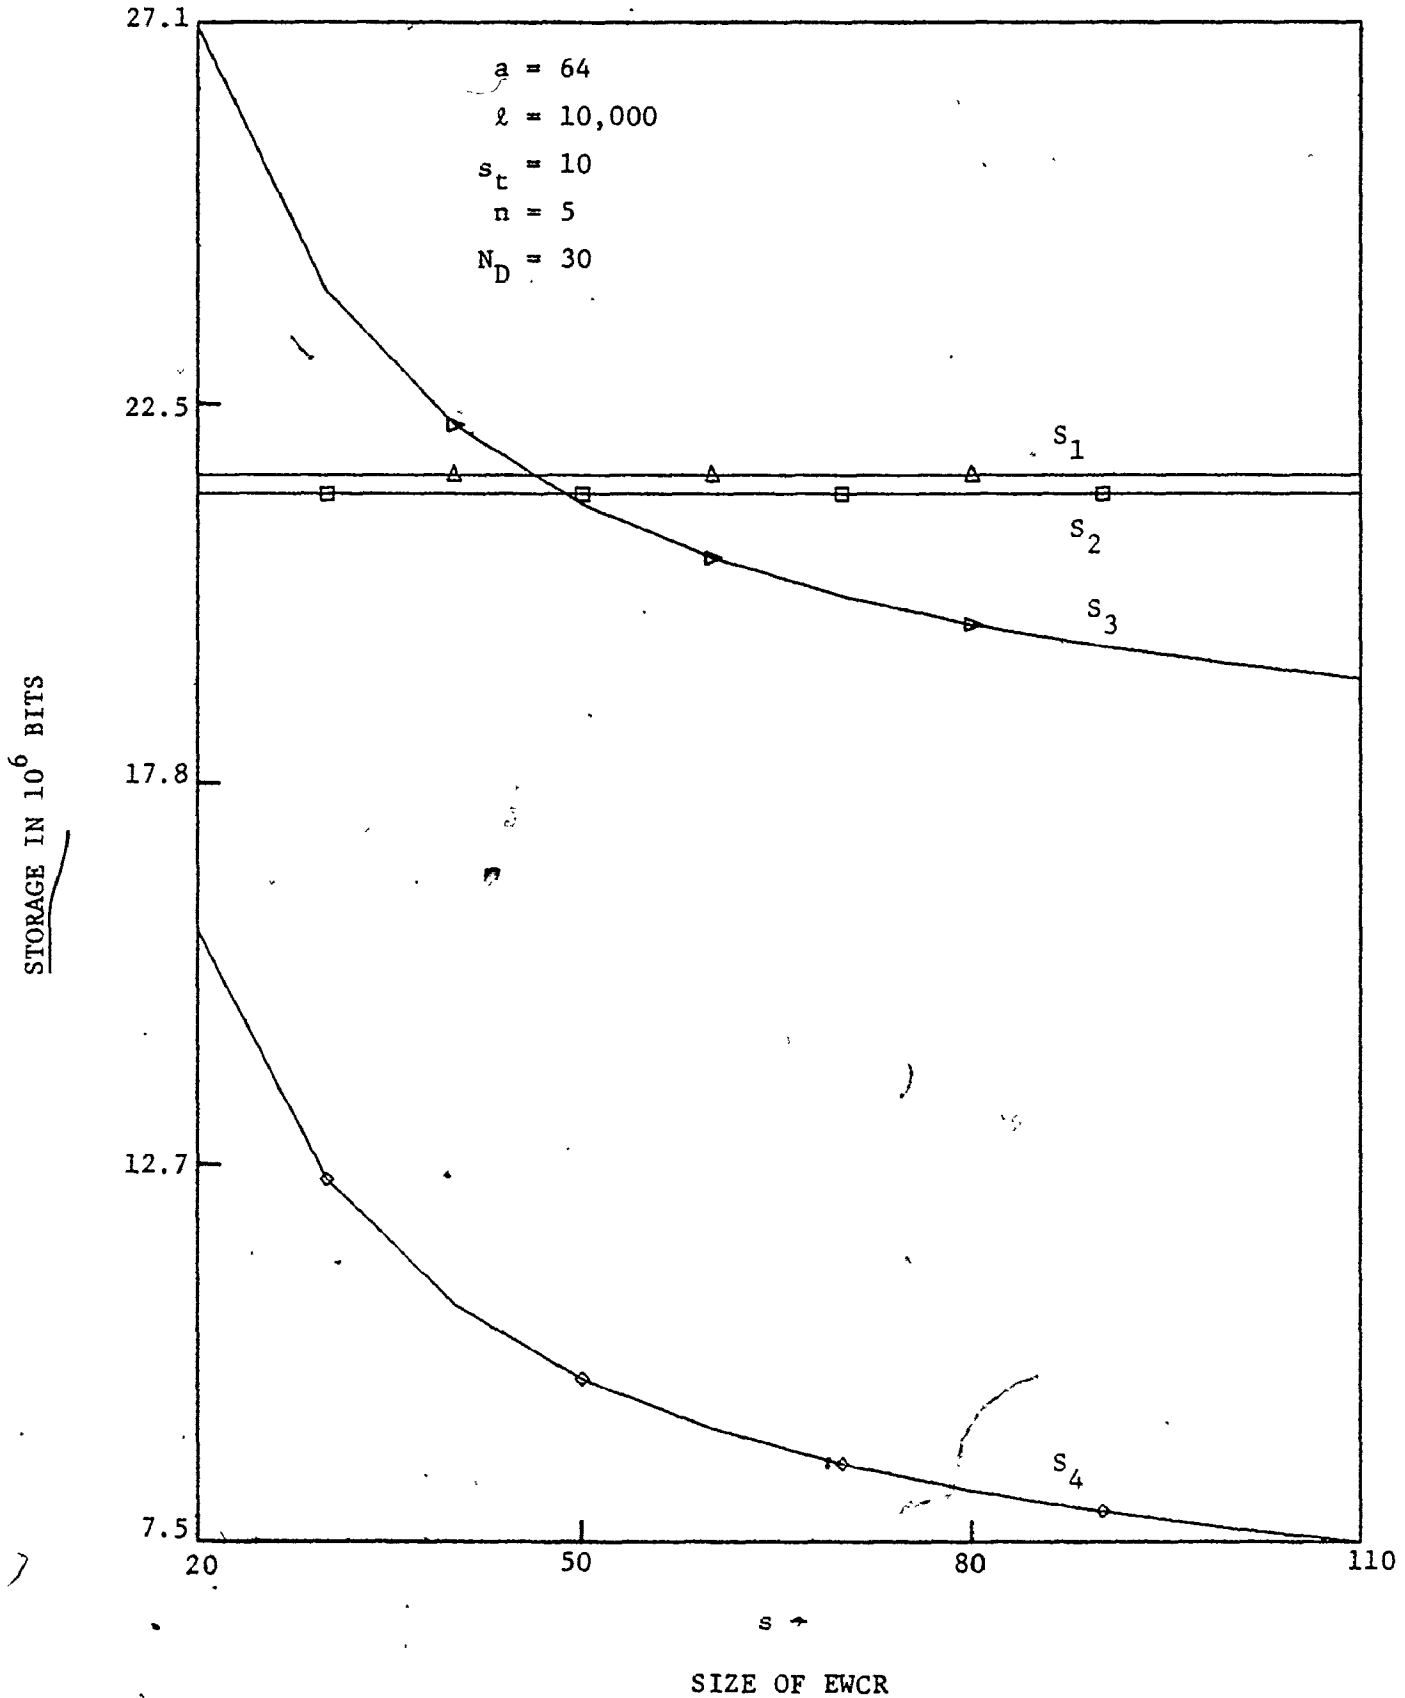 27.1
a = 64
ℓ = 10,000
s_t = 10
n = 5
N_D = 30
22.5
S_1
S_2
S_3
17.8
STORAGE IN 10^6 BITS
12.7
S_4
7.5
20 50 80 110
s →
SIZE OF EWCR